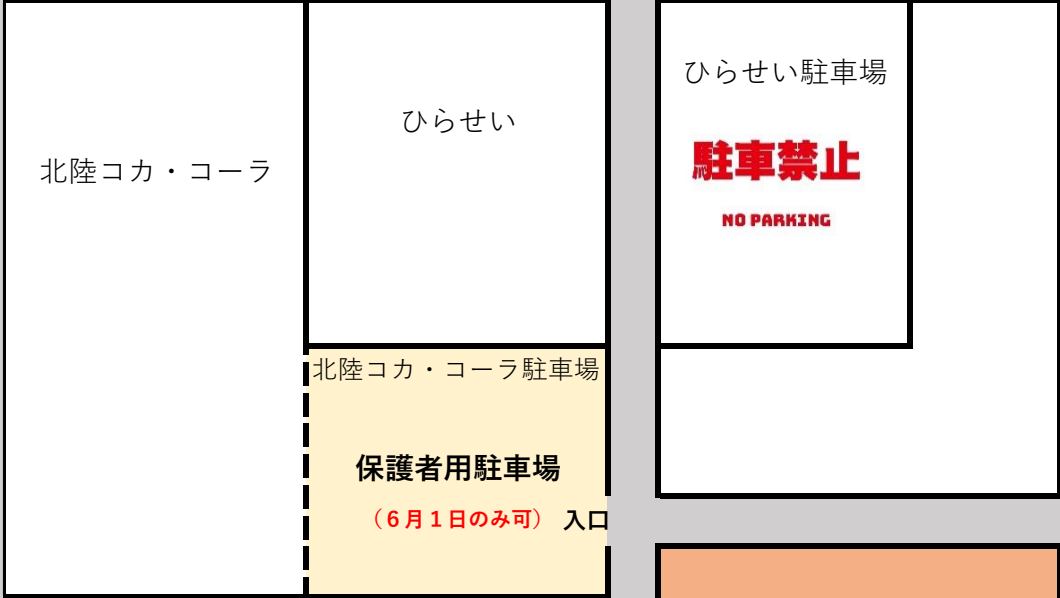 北陸コカ・コーラ
ひらせい
ひらせい駐車場
駐車禁止
NO PARKING
北陸コカ・コーラ駐車場
保護者用駐車場
（６月１日のみ可） 入口